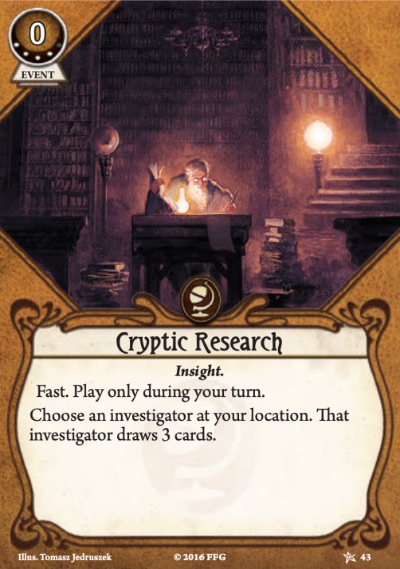 0
EVENT
Cryptic Research
Insight.
Fast. Play only during your turn.
Choose an investigator at your location. That
investigator draws 3 cards.
Illus. Tomasz Jedruszek
© 2016 FFG
43